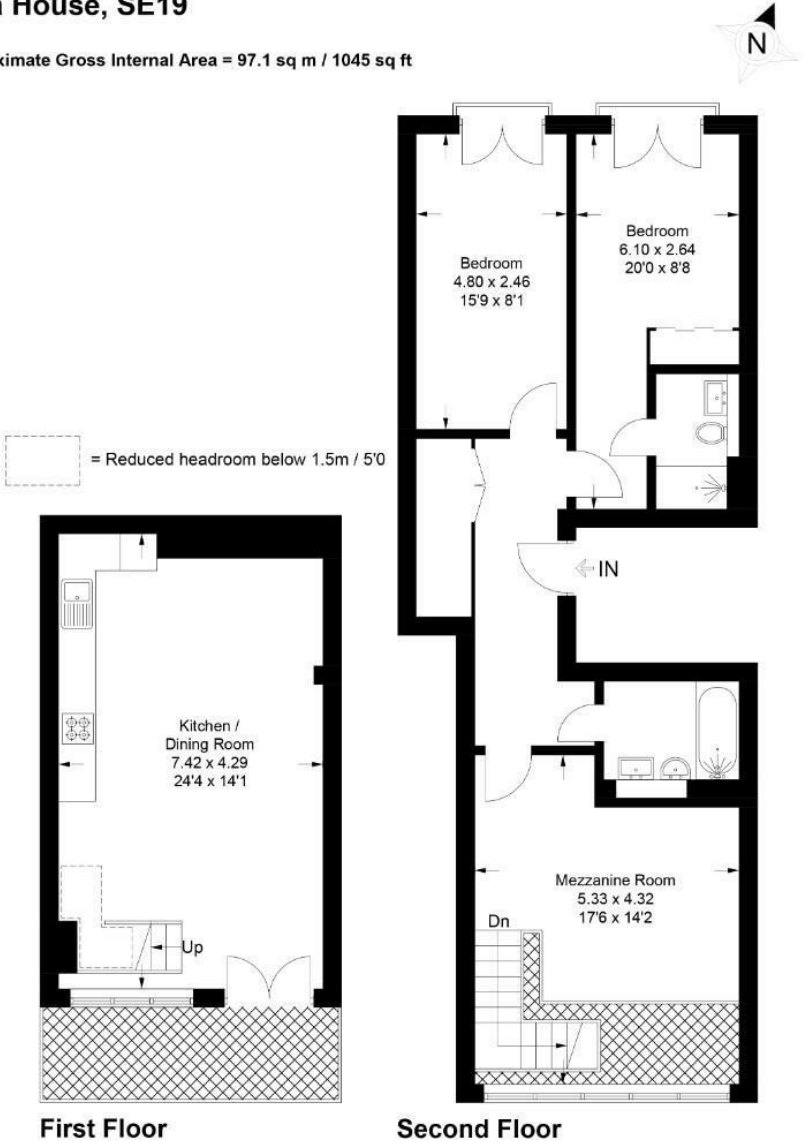 House, SE19
N
Gross Internal Area = 97.1 sq m / 1045 sq ft
Bedroom
4.80 x 2.46
15'9 x 8'1
Bedroom
6.10 x 2.64
20'0 x 8'8
= Reduced headroom below 1.5m / 5'0
IN
Kitchen /
Dining Room
7.42 x 4.29
24'4 x 14'1
Up
Mezzanine Room
5.33 x 4.32
17'6 x 14'2
Dn
First Floor
Second Floor